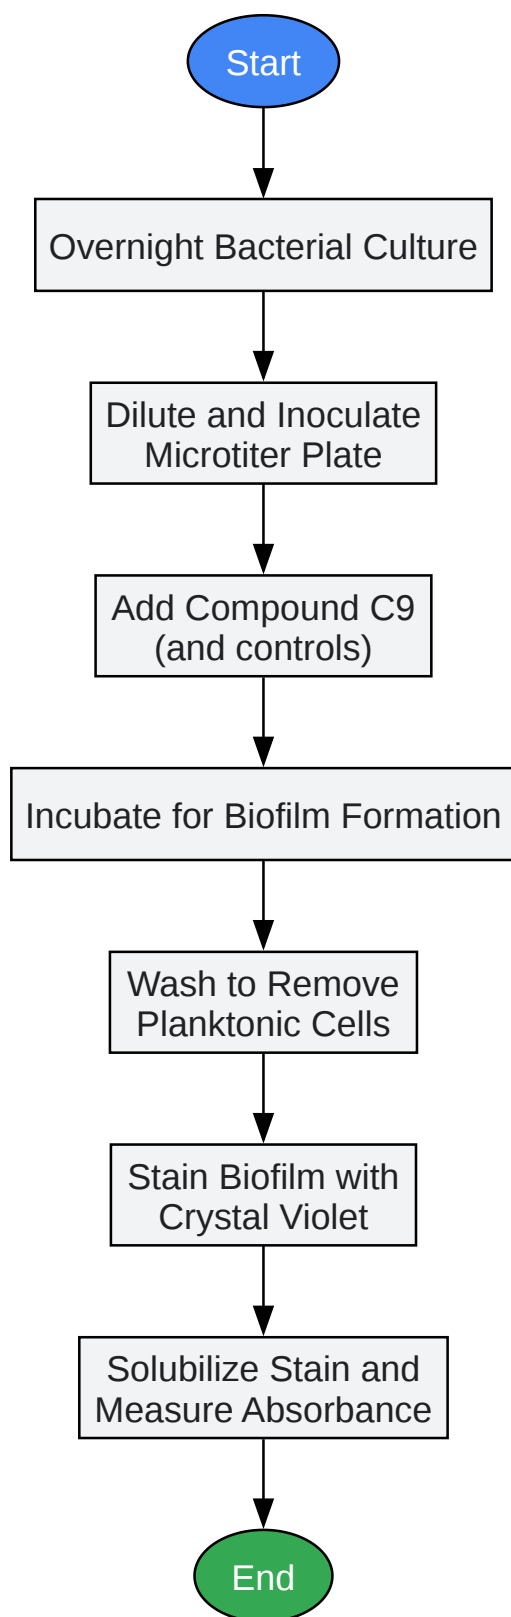 Start
Overnight Bacterial Culture
Dilute and Inoculate
Microtiter Plate
Add Compound C9
(and controls)
Incubate for Biofilm Formation
Wash to Remove
Planktonic Cells
Stain Biofilm with
Crystal Violet
Solubilize Stain and
Measure Absorbance
End